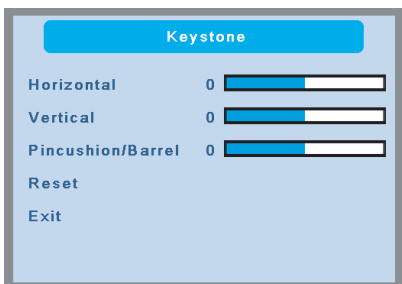 Keystone
Horizontal 0
Vertical 0
Pincushion/Barrel 0
Reset
Exit